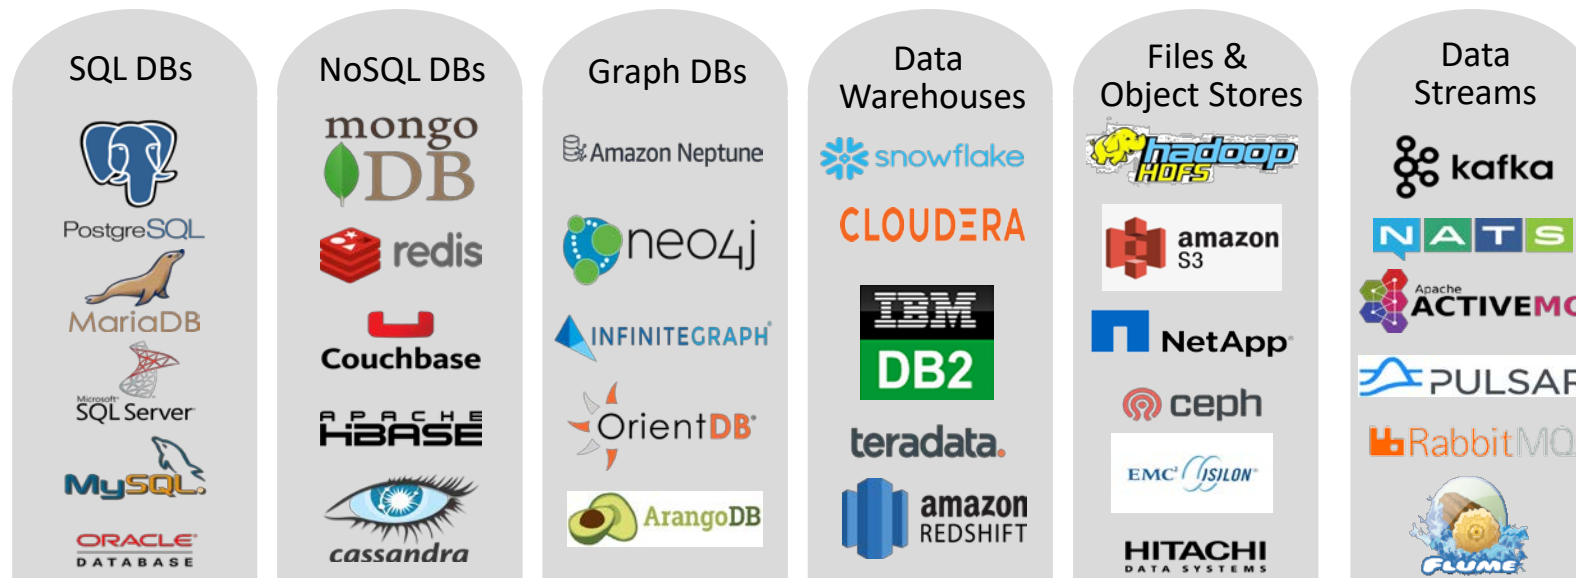 SQL DBs
PostgreSQL
MariaDB
Microsoft®
SQL Server®
MySQL.
ORACLE®
DATABASE
NoSQL DBs
mongo
DB
redis
Couchbase
APACHE
HBASE
cassandra
Graph DBs
Amazon Neptune
neo4j
INFINITEGRAPH®
OrientDB®
ArangoDB
Data
Warehouses
snowflake
CLOUDERA
IBM
DB2
teradata.
amazon
REDSHIFT
Files &
Object Stores
hadoop
HDFS
amazon
S3
NetApp®
ceph
EMC² ISILON®
HITACHI
DATA SYSTEMS
Data
Streams
kafka
NATS
Apache
ACTIVEMQ
PULSAR
RabbitMQ
FLUME